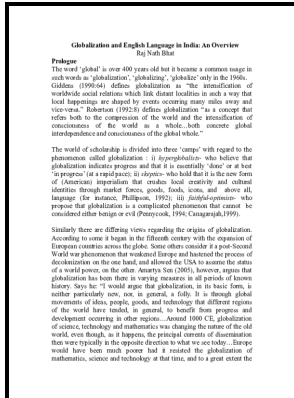 Globalization and English Language in India: An Overview
Raj Nath Bhat
Prologue
The word 'global' is over 400 years old but it became a common usage in
such words as 'globalization', 'globalizing', 'globalize' only in the 1960s.
Giddens (1990:64) defines globalization as "the intensification of
worldwide social relations which link distant localities in such a way that
local happenings are shaped by events occurring many miles away and
vice-versa." Robertson (1992:8) defines globalization "as a concept that
refers both to the compression of the world and the intensification of
consciousness of the world as a whole…both concrete global
interdependence and consciousness of the global whole."
The world of scholarship is divided into three 'camps' with regard to the
phenomenon called globalization : i) hyperglobalists- who believe that
globalization indicates progress and that it is essentially 'done' or at best
'in progress' (at a rapid pace); ii) skeptics- who hold that it is the new form
of (American) imperialism that crushes local creativity and cultural
identities through market forces, goods, foods, icons, and above all,
language (for instance, Phillipson, 1992); iii) faithful-optimists- who
propose that globalization is a complicated phenomenon that cannot be
considered either benign or evil (Pennycook, 1994; Canagarajah,1999).
Similarly there are differing views regarding the origins of globalization.
According to some it began in the fifteenth century with the expansion of
European countries across the globe. Some others consider it a post-Second
World war phenomenon that weakened Europe and hastened the process of
decolonization on the one hand, and allowed the USA to assume the status
of a world power, on the other. Amartya Sen (2005), however, argues that
globalization has been there in varying measures in all periods of known
history. Says he: "I would argue that globalization, in its basic form, is
neither particularly new, nor, in general, a folly. It is through global
movements of ideas, people, goods, and technology that different regions
of the world have tended, in general, to benefit from progress and
development occurring in other regions…Around 1000 CE, globalization
of science, technology and mathematics was changing the nature of the old
world, even though, as it happens, the principal currents of dissemination
then were typically in the opposite direction to what we see today…Europe
would have been much poorer had it resisted the globalization of
mathematics, science and technology at that time, and to a great extent the